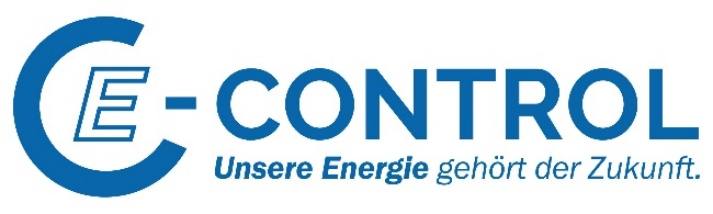 E-CONTROL
Unsere Energie gehört der Zukunft.